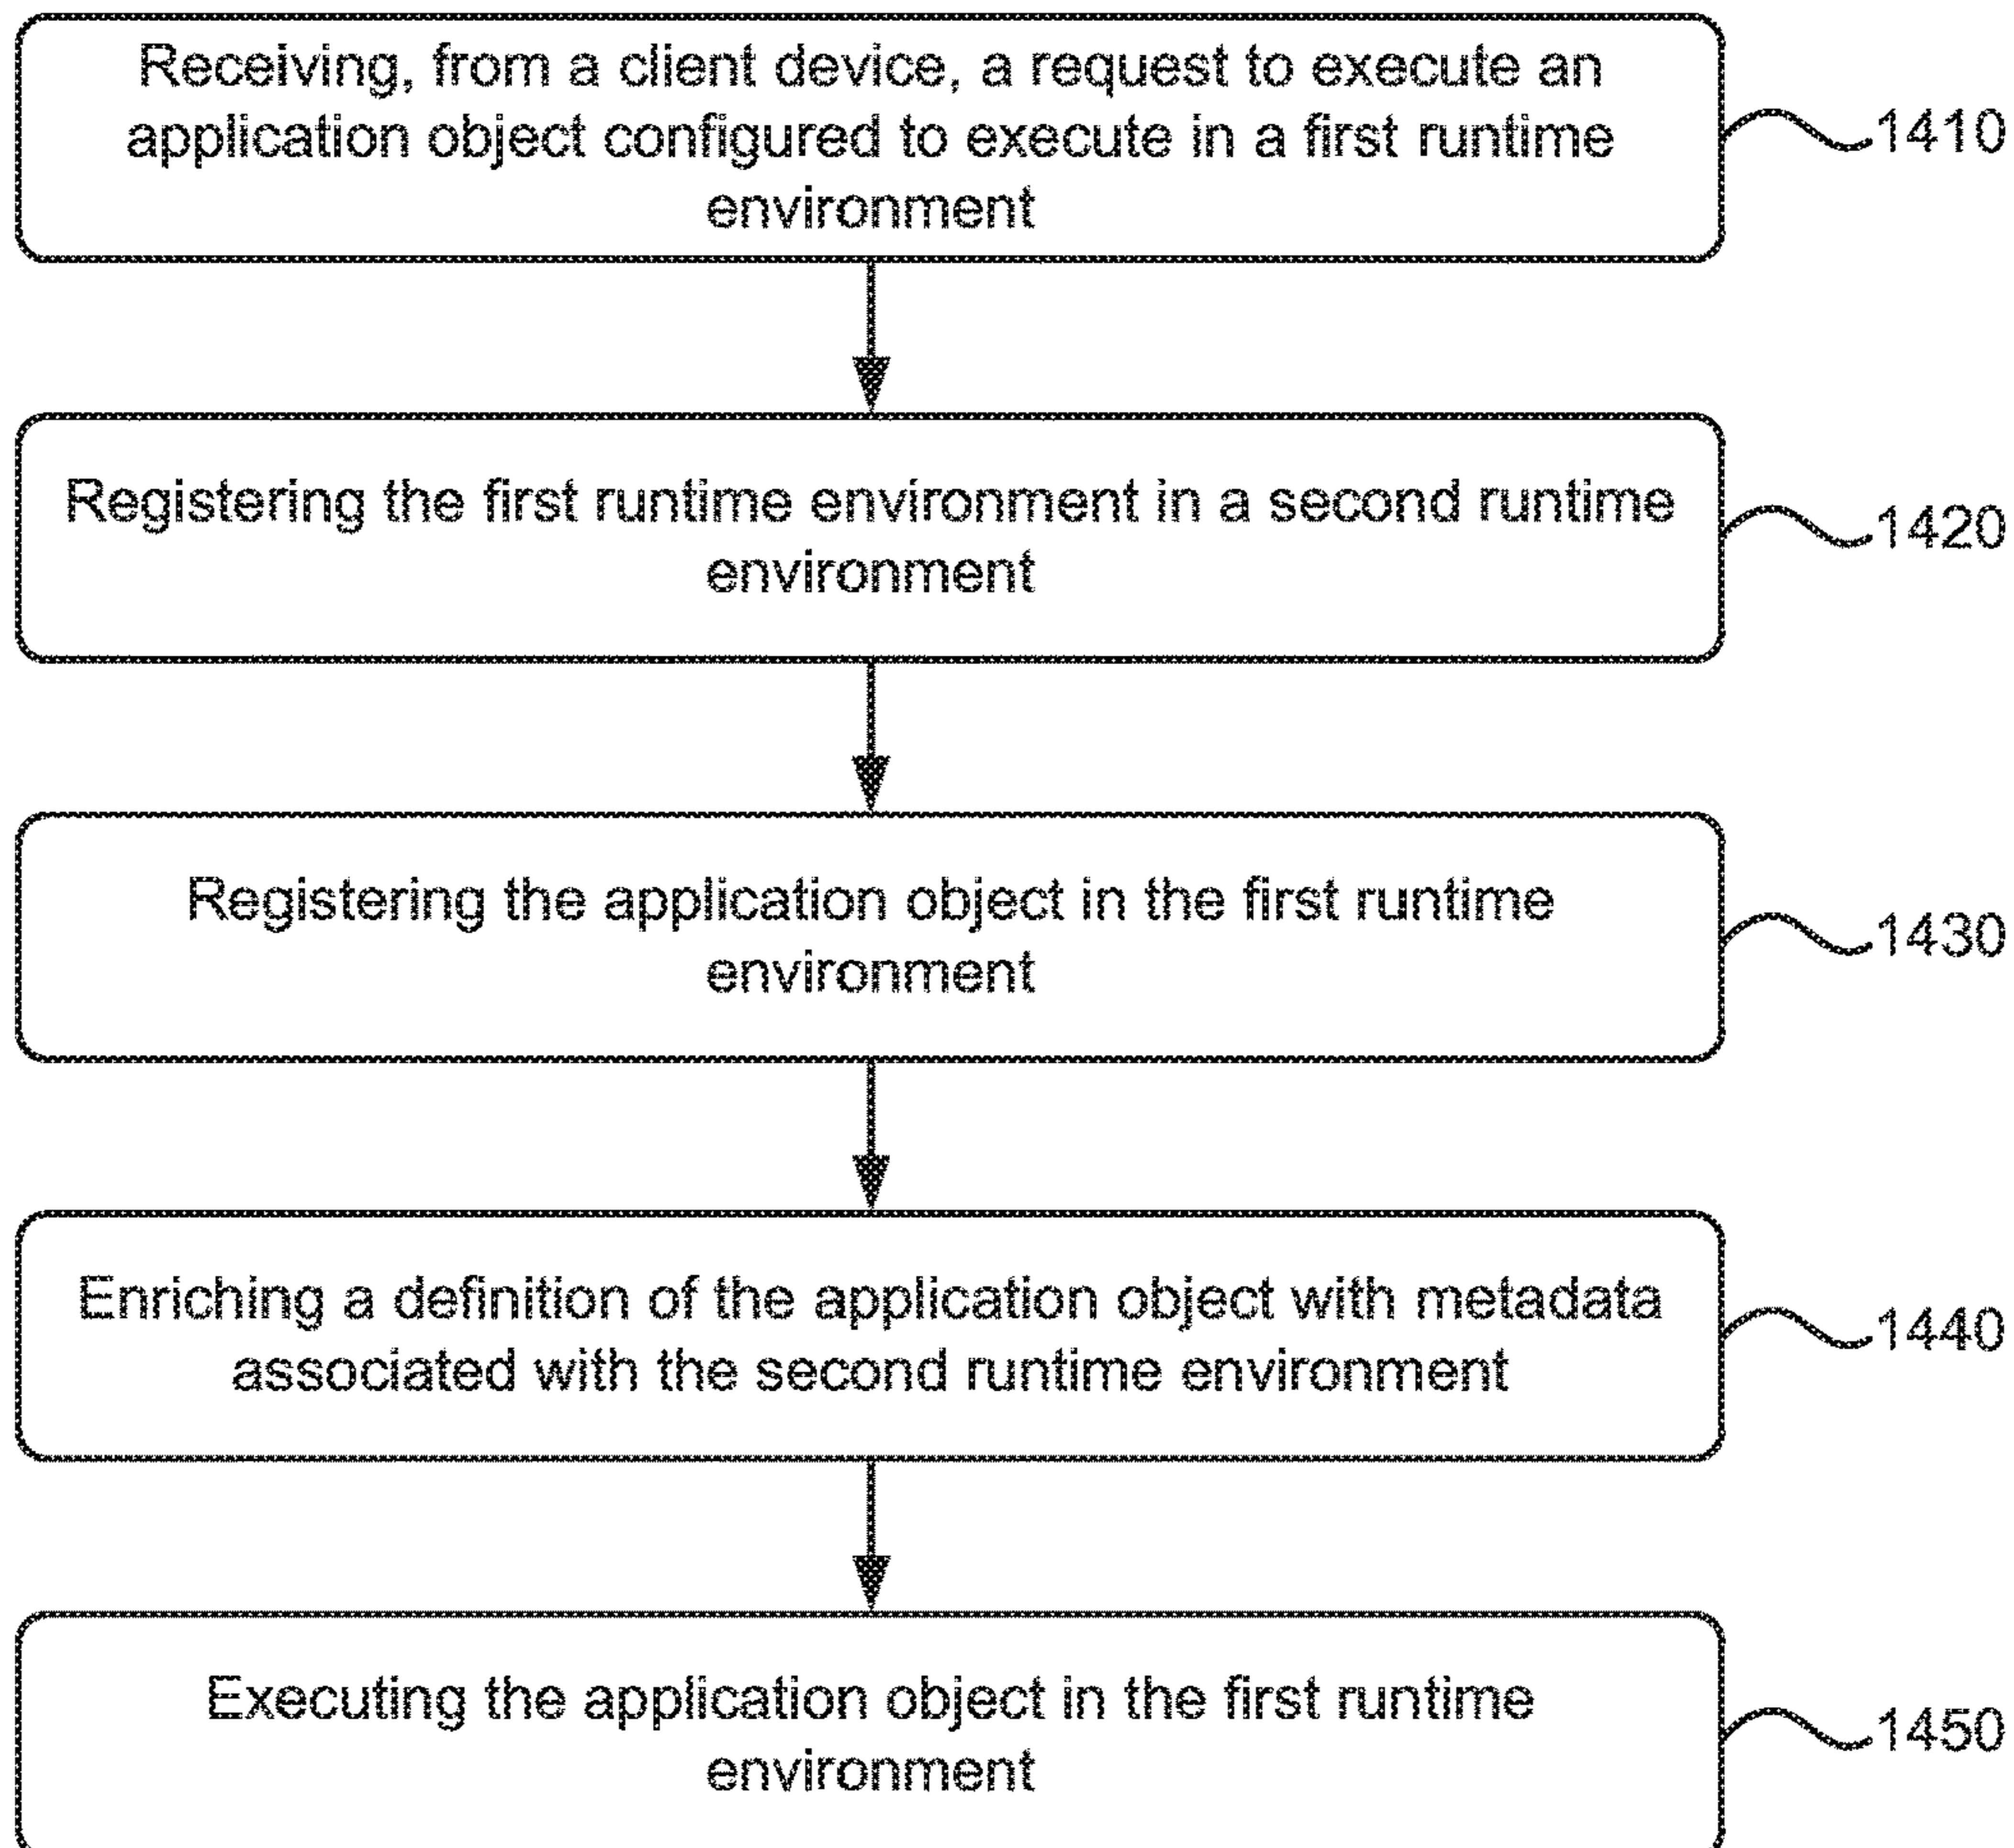 Receiving, from a client device, a request to execute an
application object configured to execute in a first runtime
environment
1410
Registering the first runtime environment in a second runtime
environment
1420
Registering the application object in the first runtime
environment
1430
Enriching a definition of the application object with metadata
associated with the second runtime environment
1440
Executing the application object in the first runtime
environment
1450